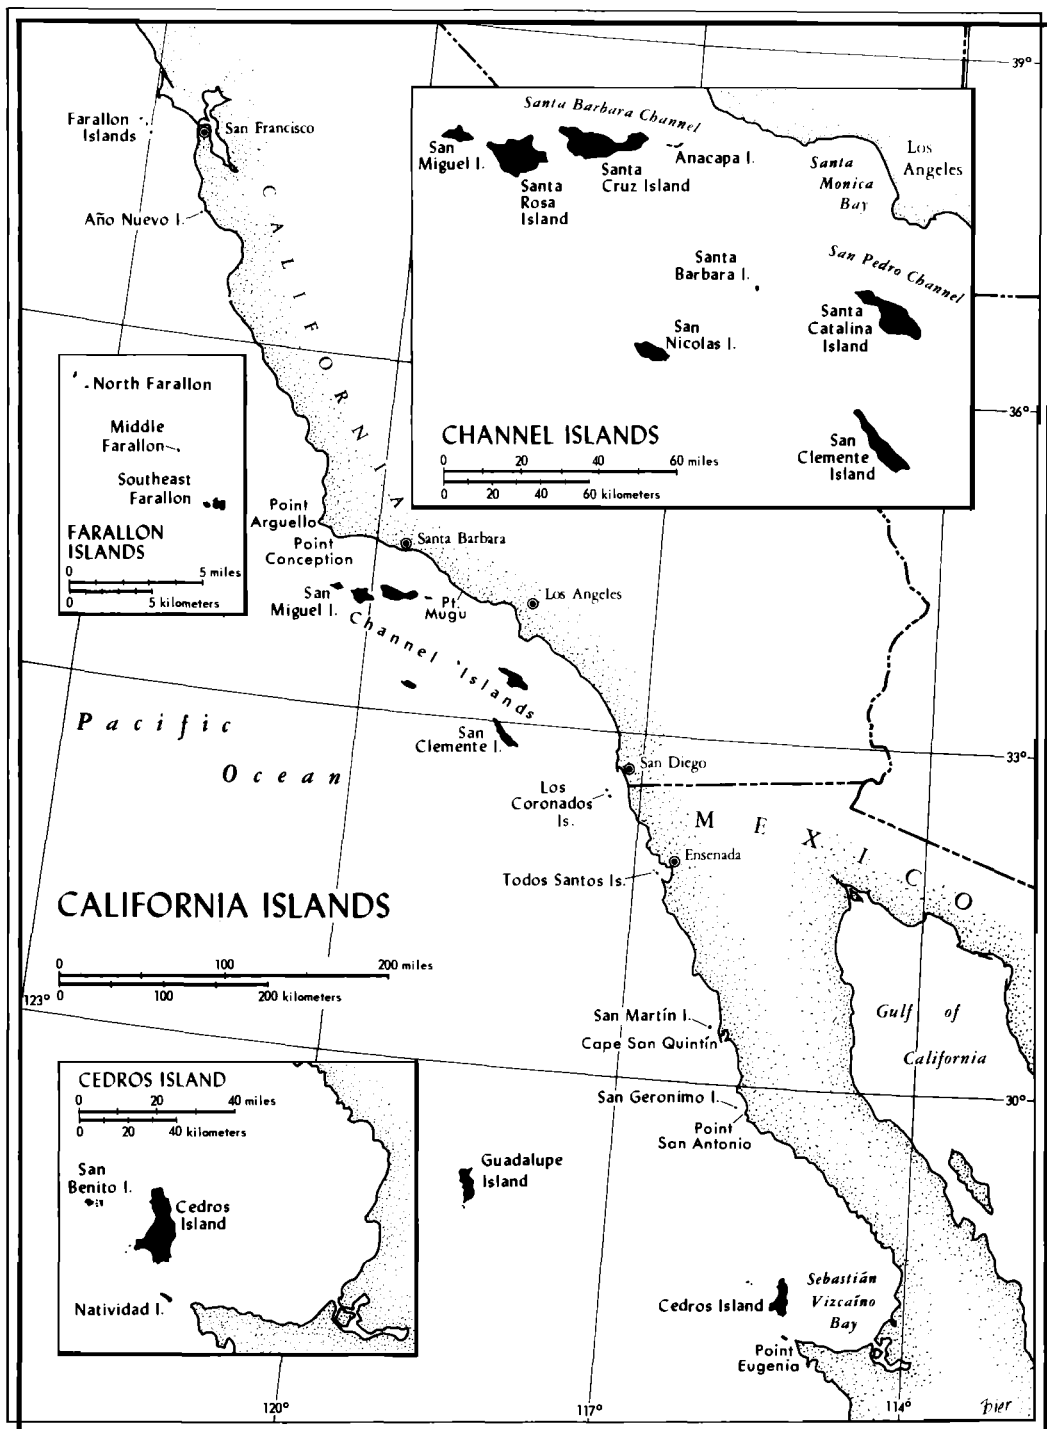 39°
Farallon
Islands
San Francisco
Año Nuevo I.
CALIFORNIA
Santa Barbara Channel
San
Miguel I.
Santa
Rosa
Island
Santa
Cruz Island
Anacapa I.
Santa
Monica
Bay
Los
Angeles
Santa
Barbara I.
San Pedro Channel
San
Nicolas I.
Santa
Catalina
Island
San
Clemente
Island
CHANNEL ISLANDS
0 20 40 60 miles
0 20 40 60 kilometers
36°
North Farallon
Middle
Farallon
Southeast
Farallon
FARALLON
ISLANDS
0 5 miles
0 5 kilometers
Point
Arguello
Point
Conception
Santa Barbara
San
Miguel I.
Pt.
Mugu
Los Angeles
Channel Islands
Pacific
Ocean
San
Clemente I.
San Diego
33°
Los
Coronados
Is.
MEXICO
Ensenada
Todos Santos Is.
CALIFORNIA ISLANDS
0 100 200 miles
0 100 200 kilometers
123°
San Martín I.
Cape San Quintín
Gulf of
California
San Geronimo I.
Point
San Antonio
30°
CEDROS ISLAND
0 20 40 miles
0 20 40 kilometers
San
Benito I.
Cedros
Island
Natividad I.
Guadalupe
Island
Cedros Island
Sebastián
Vizcaíno
Bay
Point
Eugenia
120°
117°
114°